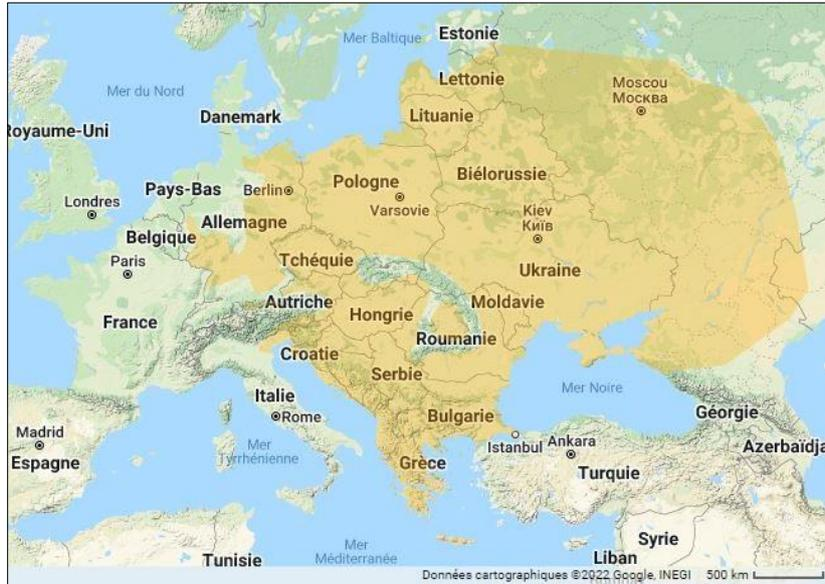 Estonie
Mer Baltique
Lettonie
Moscou
Москва
Mer du Nord
Danemark
Lituanie
Royaume-Uni
Biélorussie
Pays-Bas
Berlin
Pologne
Londres
Varsovie
Kiev
Київ
Allemagne
Belgique
Paris
Tchéquie
Ukraine
Autriche
Moldavie
France
Hongrie
Roumanie
Croatie
Serbie
Italie
Mer Noire
Rome
Bulgarie
Géorgie
Madrid
Istanbul
Ankara
Azerbaïdja
Mer
Tyrrhénienne
Espagne
Grèce
Turquie
Syrie
Mer
Méditerranée
Tunisie
Liban
Données cartographiques ©2022 Google, INEGI 500 km